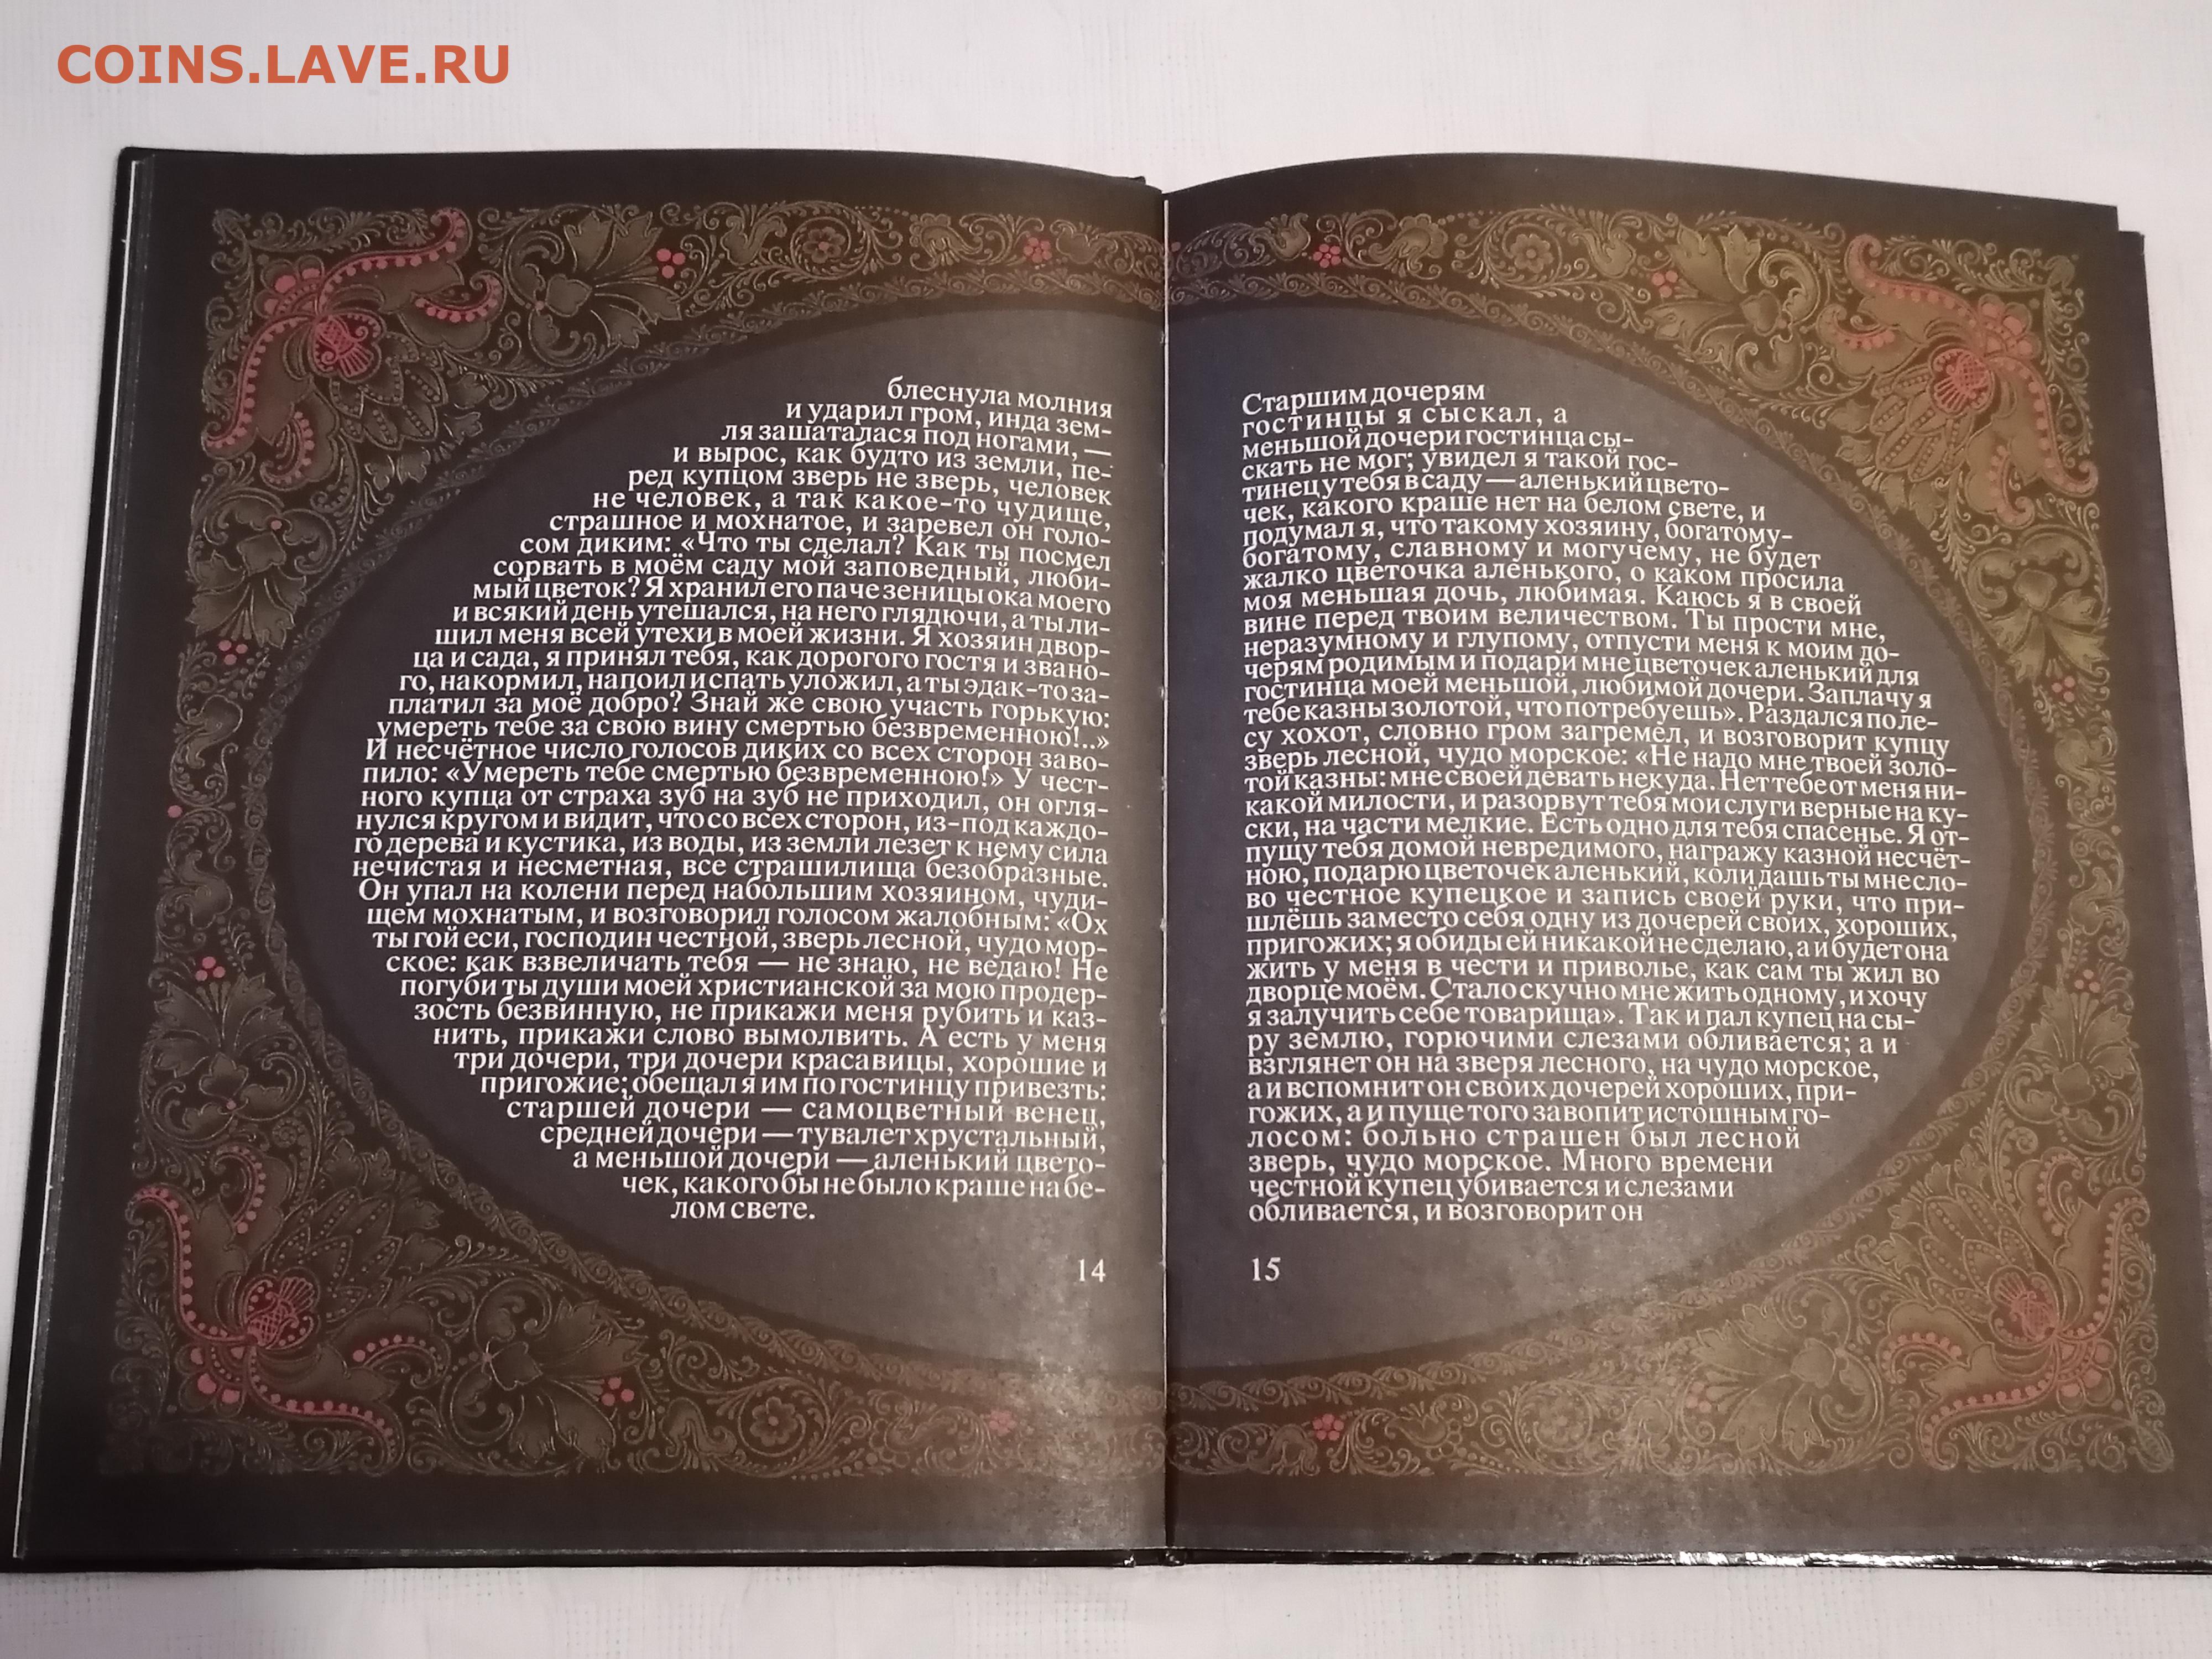 COINS.LAVE.RU
блеснула молния
и ударил гром, инда зем-
ля зашаталася под ногами, —
и вырос, как будто из земли, пе-
ред купцом зверь не зверь, человек
не человек, а так какое-то чудище,
страшное и мохнатое, и заревел он голо-
сом диким: «Что ты сделал? Как ты посмел
сорвать в моём саду мой заповедный, люби-
мый цветок? Я хранил его паче зеницы ока моего
и всякий день утешался, на него глядючи, а ты ли-
шил меня всей утехи в моей жизни. Я хозяин двор-
ца и сада, я принял тебя, как дорогого гостя и звано-
го, накормил, напоил и спать уложил, а ты эдак-то за-
платил за моё добро? Знай же свою участь горькую:
умереть тебе за свою вину смертью безвременною!..»
И несчётное число голосов диких со всех сторон заво-
пило: «Умереть тебе смертью безвременною!» У чест-
ного купца от страха зуб на зуб не приходил, он огля-
нулся кругом и видит, что со всех сторон, из-под каждо-
го дерева и кустика, из воды, из земли лезет к нему сила
нечистая и несметная, все страшилища безобразные.
Он упал на колени перед набольшим хозяином, чуди-
щем мохнатым, и возговорил голосом жалобным: «Ох
ты гой еси, господин честной, зверь лесной, чудо мор-
ское: как взвеличать тебя — не знаю, не ведаю! Не
погуби ты души моей христианской за мою продер-
зость безвинную, не прикажи меня рубить и каз-
нить, прикажи слово вымолвить. А есть у меня
три дочери, три дочери красавицы, хорошие и
пригожие; обещал я им по гостинцу привезть:
старшей дочери — самоцветный венец,
средней дочери — тувалет хрустальный,
а меньшой дочери — аленький цвето-
чек, какого бы не было краше на бе-
лом свете.
14
Старшим дочерям
гостинцы я сыскал, а
меньшой дочери гостинца сы-
скать не мог; увидел я такой гос-
тинец у тебя в саду — аленький цвето-
чек, какого краше нет на белом свете, и
подумал я, что такому хозяину, богатому-
богатому, славному и могучему, не будет
жалко цветочка аленького, о каком просила
моя меньшая дочь, любимая. Каюсь я в своей
вине перед твоим величеством. Ты прости мне,
неразумному и глупому, отпусти меня к моим до-
черям родимым и подари мне цветочек аленький для
гостинца моей меньшой, любимой дочери. Заплачу я
тебе казны золотой, что потребуешь». Раздался по ле-
су хохот, словно гром загремел, и возговорит купцу
зверь лесной, чудо морское: «Не надо мне твоей золо-
той казны: мне своей девать некуда. Нет тебе от меня ни-
какой милости, и разорвут тебя мои слуги верные на ку-
ски, на части мелкие. Есть одно для тебя спасенье. Я от-
пущу тебя домой невредимого, награжу казной несчёт-
ною, подарю цветочек аленький, коли дашь ты мне сло-
во честное купецкое и запись своей руки, что при-
шлёшь заместо себя одну из дочерей своих, хороших,
пригожих; я обиды ей никакой не сделаю, а и будет она
жить у меня в чести и приволье, как сам ты жил во
дворце моём. Стало скучно мне жить одному, и хочу
я залучить себе товарища». Так и пал купец на сы-
ру землю, горючими слезами обливается; а и
взглянет он на зверя лесного, на чудо морское,
а и вспомнит он своих дочерей хороших, при-
гожих, а и пуще того завопит истошным го-
лосом: больно страшен был лесной
зверь, чудо морское. Много времени
честной купец убивается и слезами
обливается, и возговорит он
15